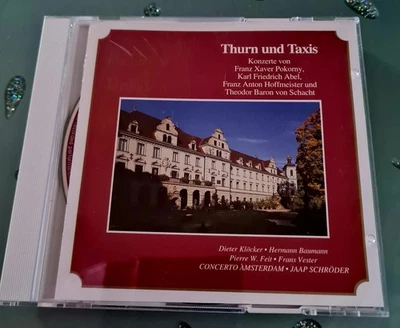 Thurn und Taxis
Konzerte von
Franz Xaver Pokorny,
Karl Friedrich Abel,
Franz Anton Hoffmeister und
Theodor Baron von Schacht
Dieter Klöcker • Hermann Baumann
Pierre W. Feit • Frans Vester
CONCERTO AMSTERDAM • JAAP SCHRÖDER